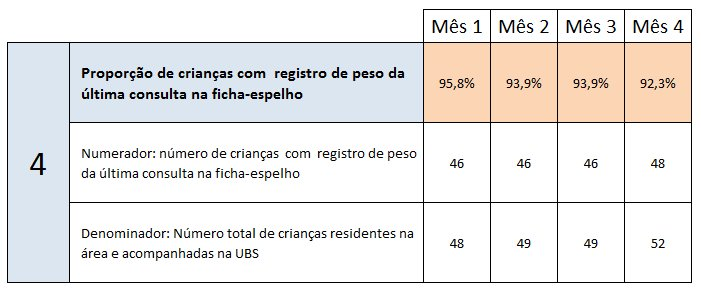 Mês 1 Mês 2 Mês 3 Mês 4
4
Proporção de crianças com registro de peso da
última consulta na ficha-espelho
95,8% 93,9% 93,9% 92,3%
Numerador: número de crianças com registro de peso
da última consulta na ficha-espelho
46 46 46 48
Denominador: Número total de crianças residentes na
área e acompanhadas na UBS
48 49 49 52